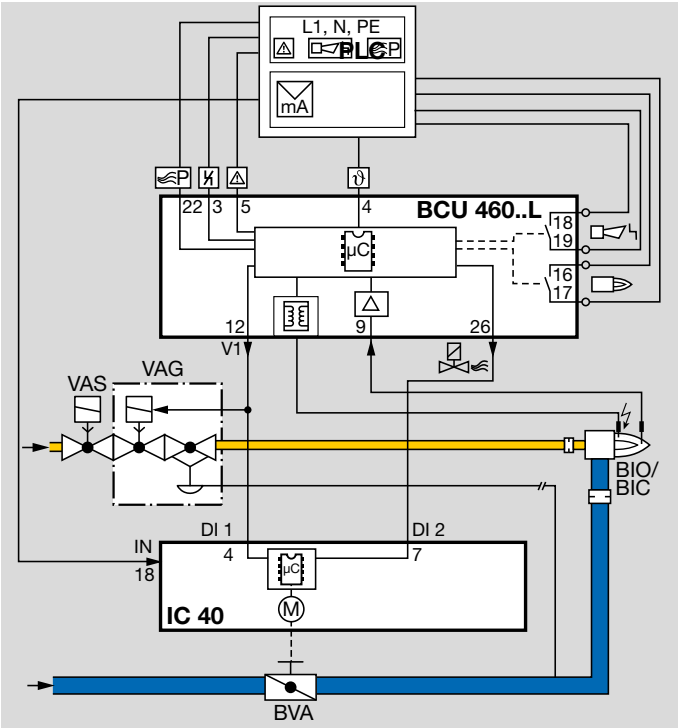 L1, N, PE
PLC
P
mA
P
ϑ
22
3
5
4
BCU 460..L
18
19
µC
16
17
12
9
26
V1
VAS
VAG
BIO/
BIC
DI 1
DI 2
IN
4
7
18
µC
M
IC 40
BVA